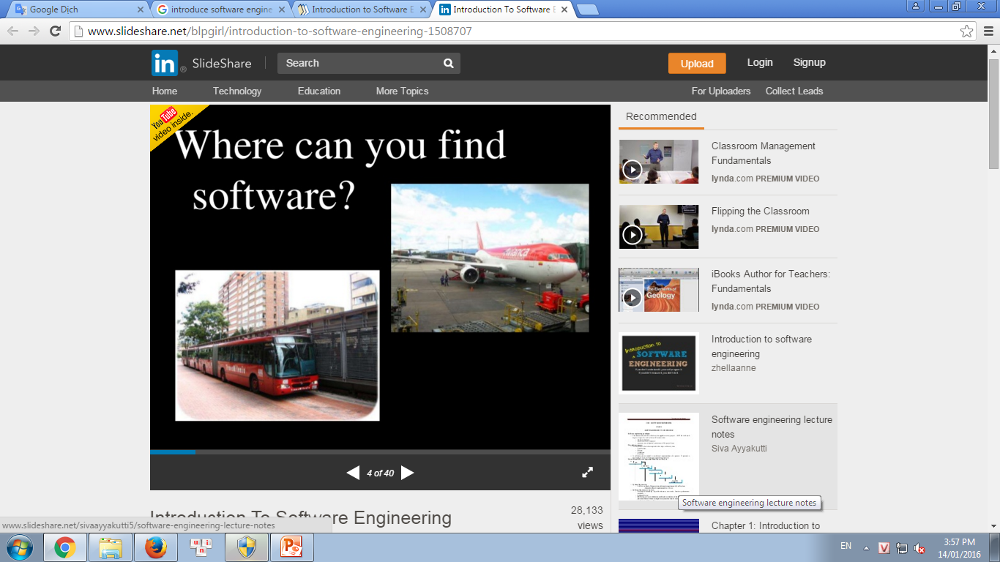 Google Dịch
introduce software engine
Introduction to Software E
Introduction To Software E
www.slideshare.net/blpgirl/introduction-to-software-engineering-1508707
in ® SlideShare
Search
Upload
Login
Signup
Home
Technology
Education
More Topics
For Uploaders
Collect Leads
YouTube
video inside.
Where can you find
software?
avianca
4 of 40
Introduction To Software Engineering
28,133
views
Recommended
Classroom Management
Fundamentals
lynda.com PREMIUM VIDEO
Flipping the Classroom
lynda.com PREMIUM VIDEO
iBooks Author for Teachers:
Fundamentals
lynda.com PREMIUM VIDEO
Geology
Introduction to software
engineering
zhellaanne
Introduction to
SOFTWARE
ENGINEERING
Software engineering lecture
notes
Siva Ayyakutti
Software engineering lecture notes
Chapter 1: Introduction to
www.slideshare.net/sivaayyakutti5/software-engineering-lecture-notes
EN
3:57 PM
14/01/2016